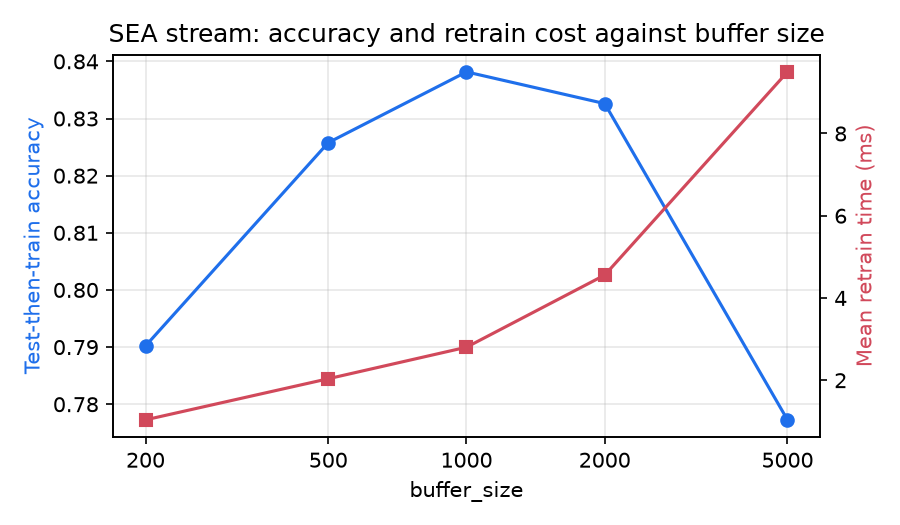 SEA stream: accuracy and retrain cost against buffer size
Test-then-train accuracy
0.84
0.83
0.82
0.81
0.80
0.79
0.78
8
6
4
2
Mean retrain time (ms)
200 500 1000 2000 5000
buffer_size